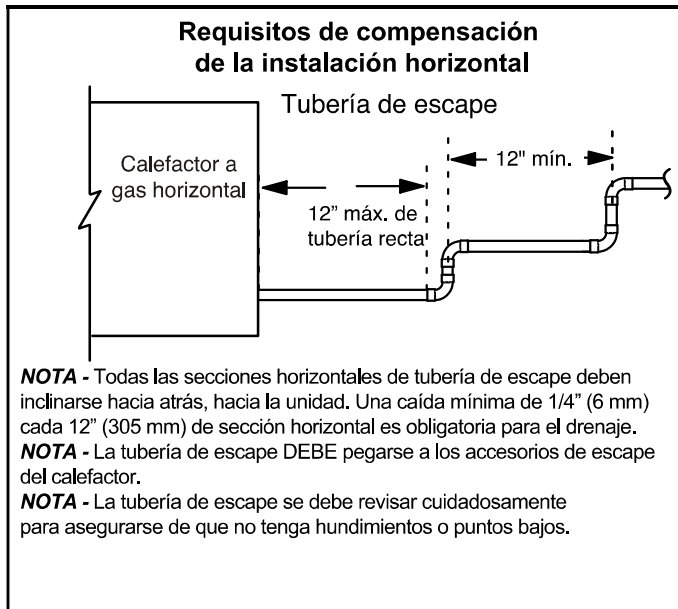 Requisitos de compensación
de la instalación horizontal
Tubería de escape
Calefactor a
gas horizontal
12" mín.
12” máx. de
tubería recta
NOTA - Todas las secciones horizontales de tubería de escape deben
inclinarse hacia atrás, hacia la unidad. Una caída mínima de 1/4” (6 mm)
cada 12” (305 mm) de sección horizontal es obligatoria para el drenaje.
NOTA - La tubería de escape DEBE pegarse a los accesorios de escape
del calefactor.
NOTA - La tubería de escape se debe revisar cuidadosamente
para asegurarse de que no tenga hundimientos o puntos bajos.